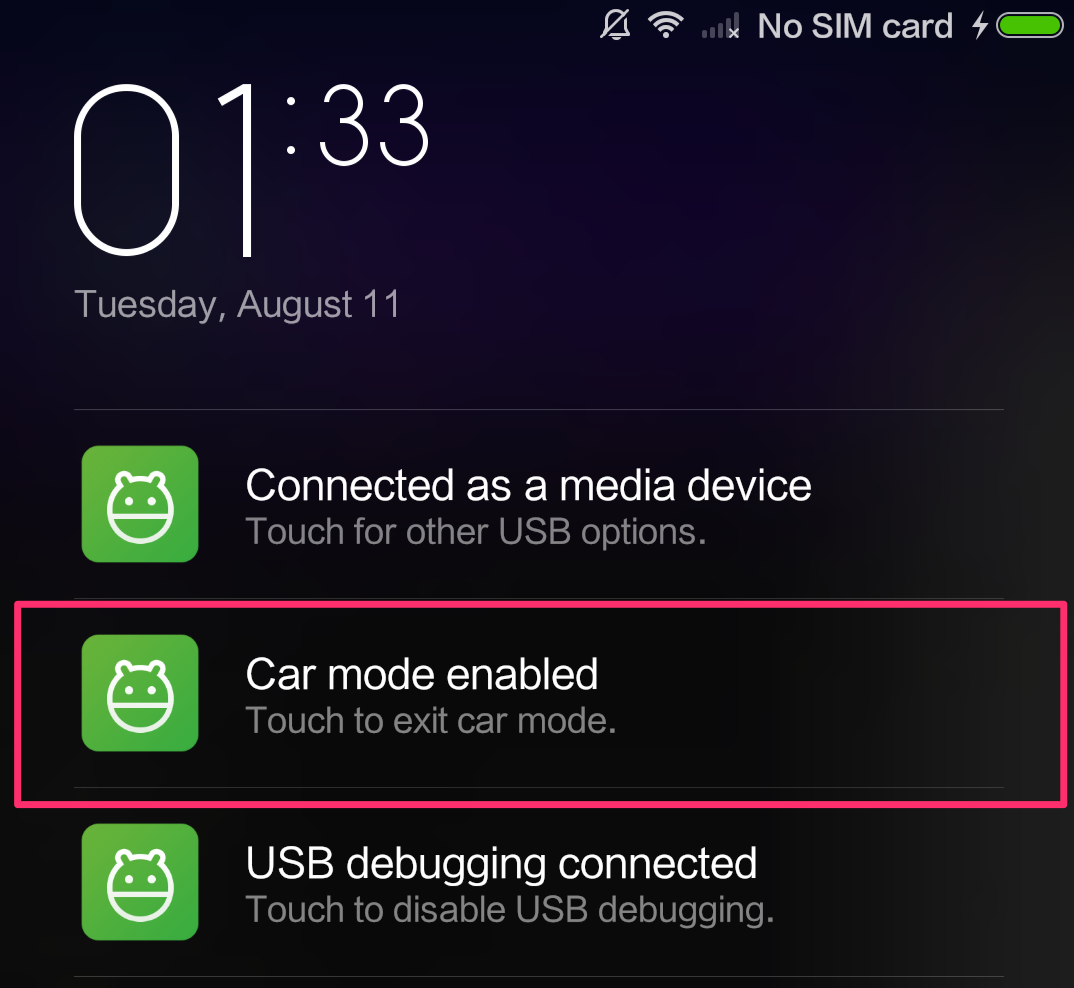 No SIM card
01:33
Tuesday, August 11
Connected as a media device
Touch for other USB options.
Car mode enabled
Touch to exit car mode.
USB debugging connected
Touch to disable USB debugging.